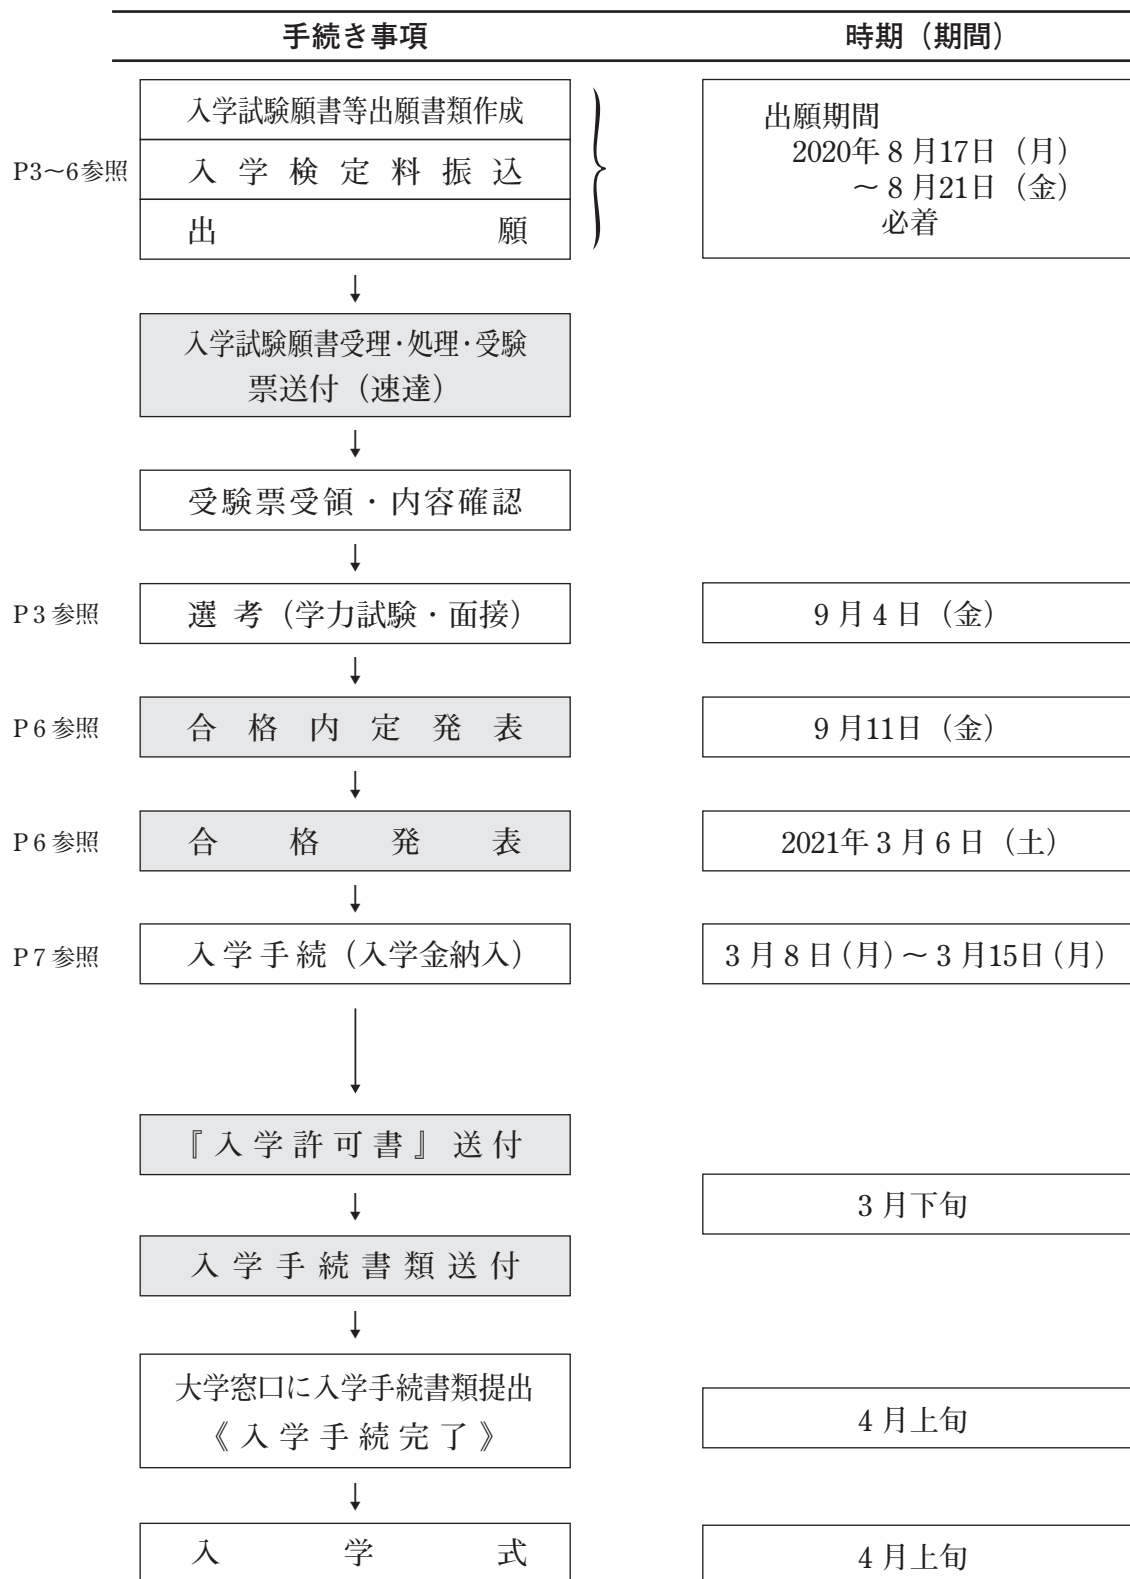 手続き事項 時期（期間）
入学試験願書等出願書類作成
P3～6参照 入学検定料振込
出願
出願期間
2020年8月17日（月）
～8月21日（金）
必着
↓
入学試験願書受理・処理・受験
票送付（速達）
↓
受験票受領・内容確認
↓
P3参照 選考（学力試験・面接） 9月4日（金）
↓
P6参照 合格内定発表 9月11日（金）
↓
P6参照 合格発表 2021年3月6日（土）
↓
P7参照 入学手続（入学金納入） 3月8日（月）～3月15日（月）
↓
『入学許可書』送付
↓
3月下旬
入学手続書類送付
↓
大学窓口に入学手続書類提出
《入学手続完了》
4月上旬
↓
入学式 4月上旬